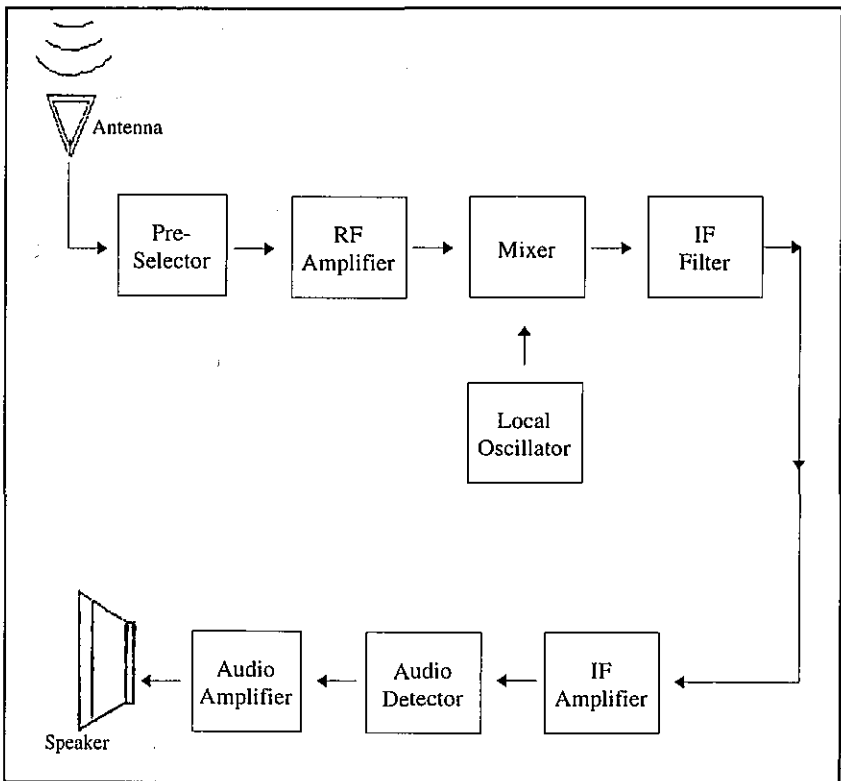 Antenna
Pre-
Selector
RF
Amplifier
Mixer
IF
Filter
Local
Oscillator
IF
Amplifier
Audio
Detector
Audio
Amplifier
Speaker